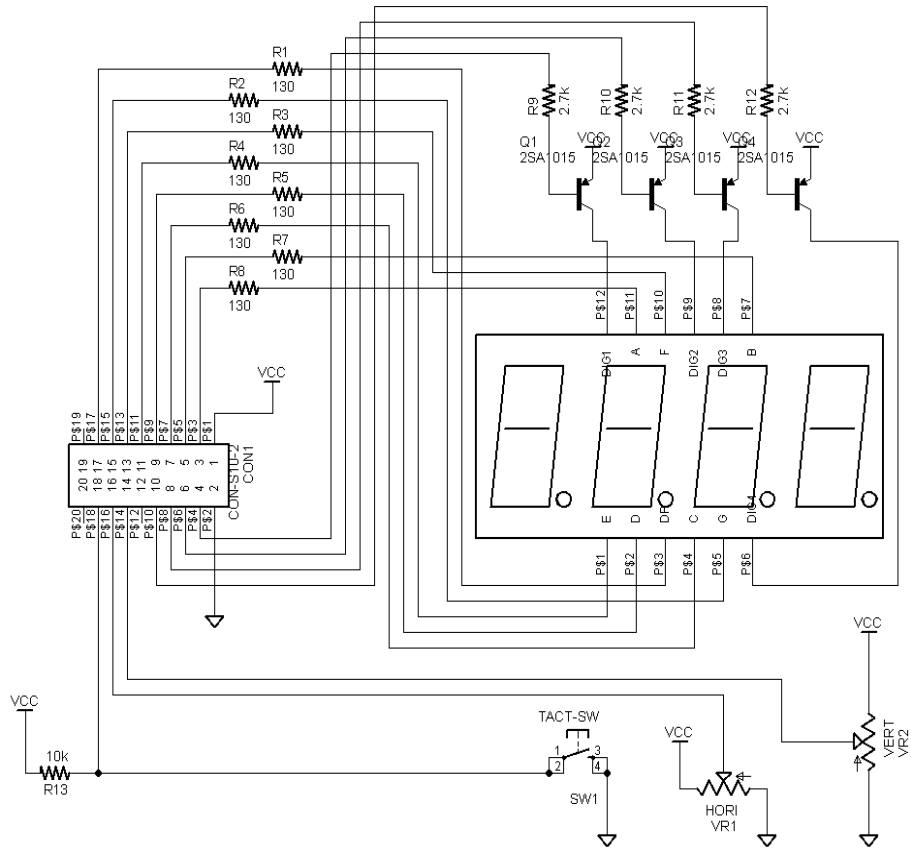 R1
130
R2
130
R3
130
R4
130
R5
130
R6
130
R7
130
R8
130
R9
2.7k
R10
2.7k
R11
2.7k
R12
2.7k
Q1
2SA1015
VCC
Q2
2SA1015
VCC
Q3
2SA1015
VCC
Q4
2SA1015
VCC
P$12
P$11
P$10
P$9
P$8
P$7
DIG1
A
F
DIG2
DIG3
B
E
D
DP
C
G
DIG4
P$1
P$2
P$3
P$4
P$5
P$6
VCC
P$19
P$17
P$15
P$13
P$11
P$9
P$7
P$5
P$3
P$1
20 19
18 17
16 15
14 13
12 11
10 9
8 7
6 5
4 3
2 1
CON-S10-2
CON1
P$20
P$18
P$16
P$14
P$12
P$10
P$8
P$6
P$4
P$2
VCC
10k
R13
TACT-SW
1
2
3
4
SW1
VCC
HORI
VR1
VCC
VERT
VR2